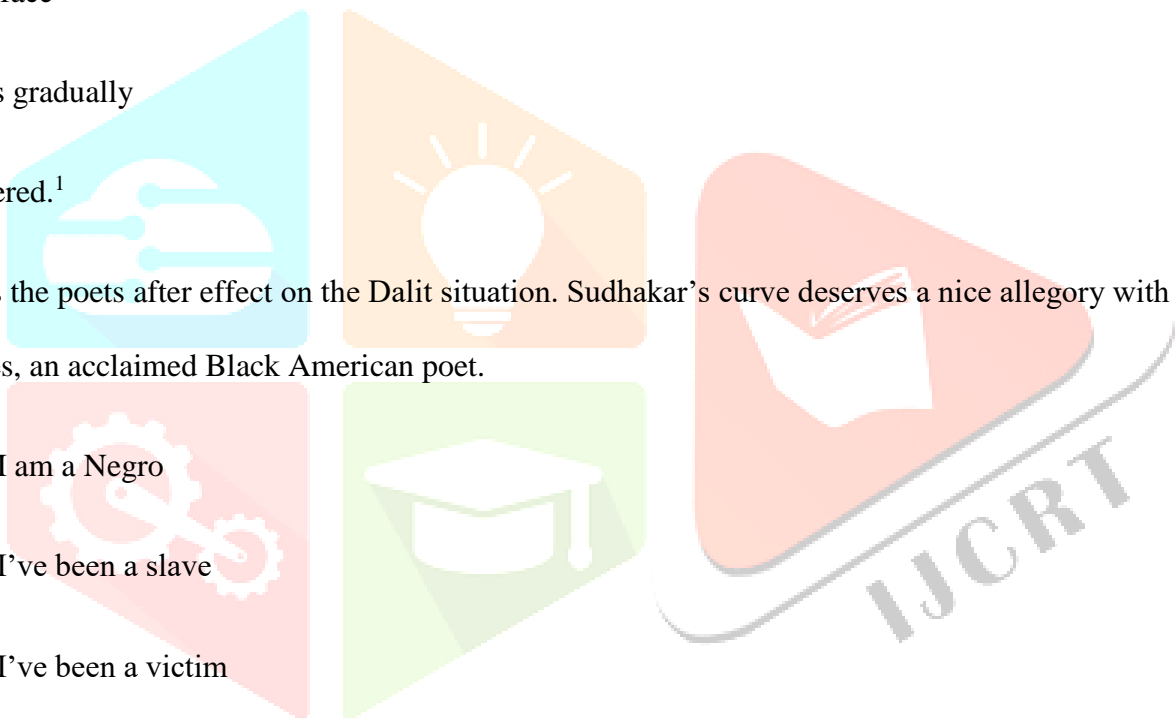 s gradually
ered.¹
the poets after effect on the Dalit situation. Sudhakar’s curve deserves a nice allegory with
s, an acclaimed Black American poet.
I am a Negro
I’ve been a slave
I’ve been a victim
IJCRT